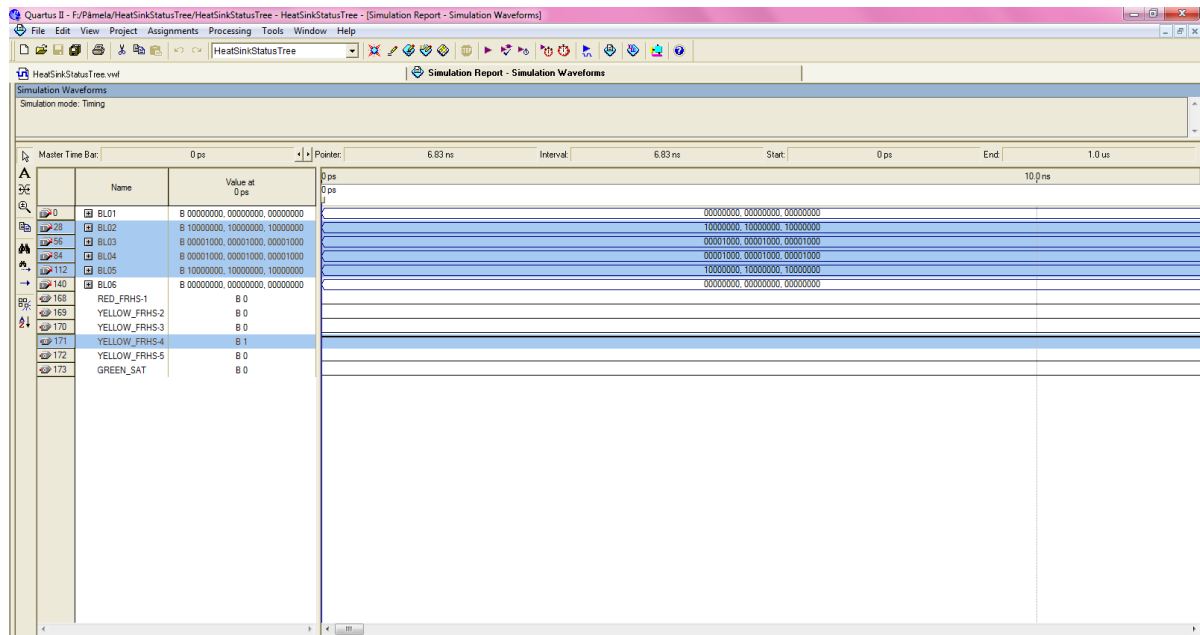 Quartus II - F:/Pâmela/HeatSinkStatusTree/HeatSinkStatusTree - HeatSinkStatusTree - [Simulation Report - Simulation Waveforms]
File Edit View Project Assignments Processing Tools Window Help
HeatSinkStatusTree
HeatSinkStatusTree.vwf Simulation Report - Simulation Waveforms
Simulation Waveforms
Simulation mode: Timing
Master Time Bar: 0 ps Pointer: 6.83 ns Interval: 6.83 ns Start: 0 ps End: 1.0 us
Name Value at 0 ps 0 ps 10.0 ns
0 ps
0 BL01 B 00000000, 00000000, 00000000 00000000, 00000000, 00000000
28 BL02 B 10000000, 10000000, 10000000 10000000, 10000000, 10000000
56 BL03 B 00001000, 00001000, 00001000 00001000, 00001000, 00001000
84 BL04 B 00001000, 00001000, 00001000 00001000, 00001000, 00001000
112 BL05 B 10000000, 10000000, 10000000 10000000, 10000000, 10000000
140 BL06 B 00000000, 00000000, 00000000 00000000, 00000000, 00000000
168 RED_FRHS-1 B 0
169 YELLOW_FRHS-2 B 0
170 YELLOW_FRHS-3 B 0
171 YELLOW_FRHS-4 B 1
172 YELLOW_FRHS-5 B 0
173 GREEN_SAT B 0